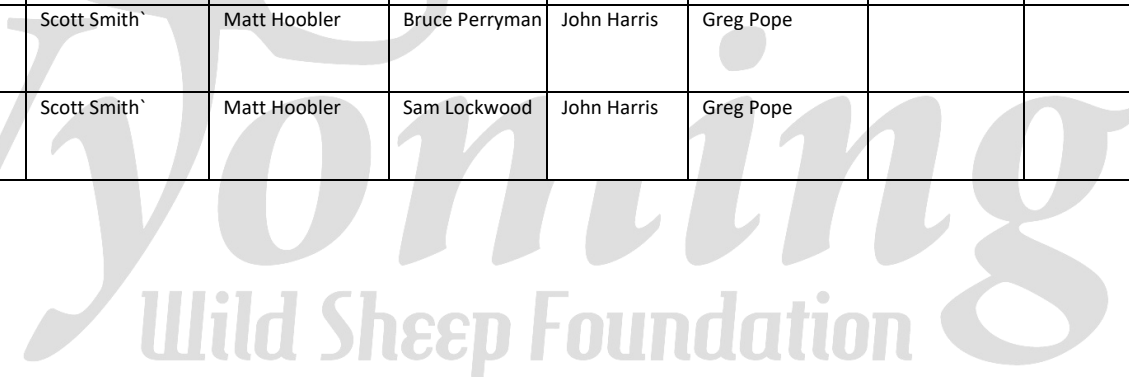 Scott Smith` Matt Hoobler Bruce Perryman John Harris Greg Pope
Scott Smith` Matt Hoobler Sam Lockwood John Harris Greg Pope
Wyoming
Wild Sheep Foundation